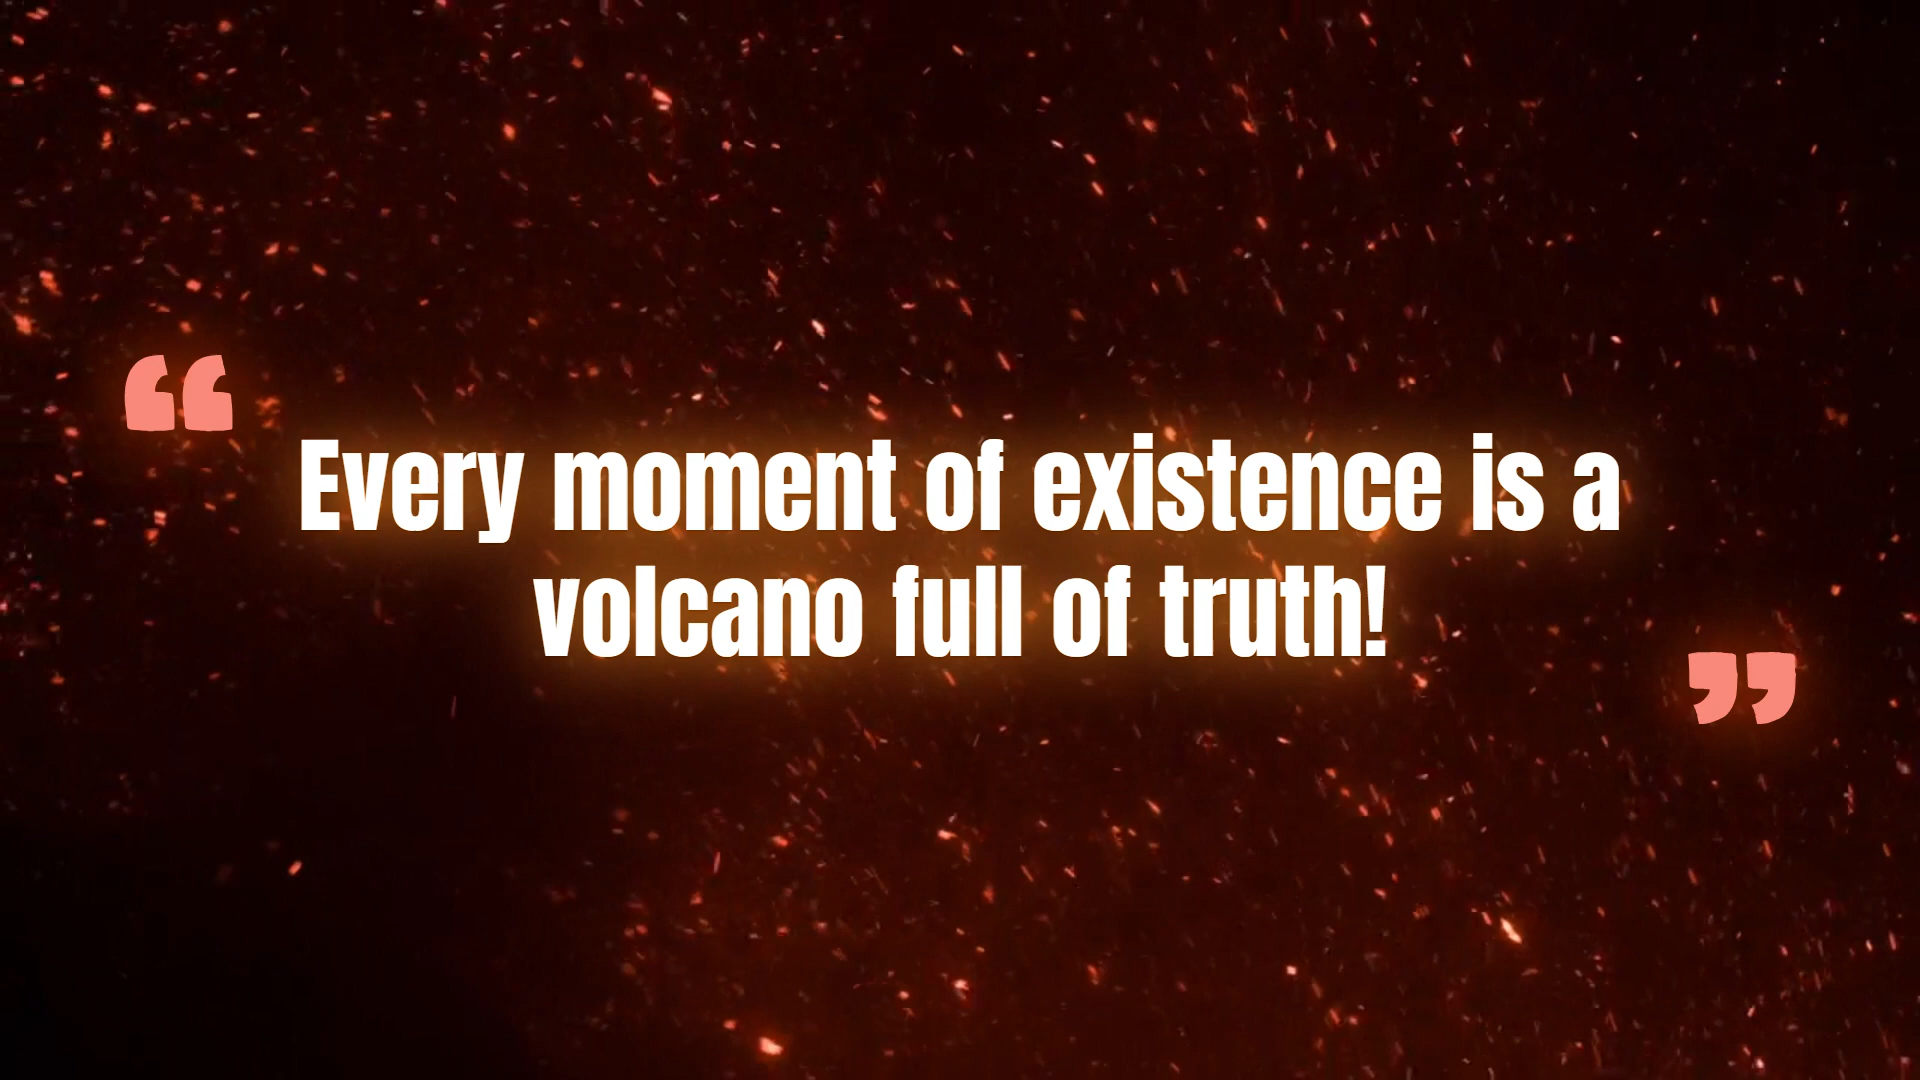 “Every moment of existence is a
volcano full of truth!”